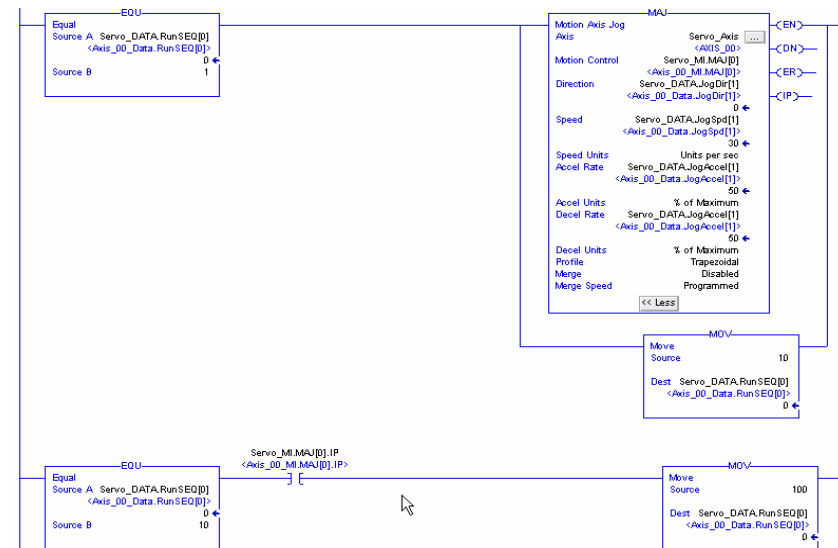 EQU
Equal
Source A Servo_DATA.RunSEQ[0]
<Axis_00_Data.RunSEQ[0]>
0
Source B 1
MAJ
Motion Axis Jog
Axis Servo_Axis ...
<AXIS_00>
Motion Control Servo_MI.MAJ[0]
<Axis_00_MI.MAJ[0]>
Direction Servo_DATA.JogDir[1]
<Axis_00_Data.JogDir[1]>
0
Speed Servo_DATA.JogSpd[1]
<Axis_00_Data.JogSpd[1]>
30
Speed Units Units per sec
Accel Rate Servo_DATA.JogAccel[1]
<Axis_00_Data.JogAccel[1]>
50
Accel Units % of Maximum
Decel Rate Servo_DATA.JogAccel[1]
<Axis_00_Data.JogAccel[1]>
50
Decel Units % of Maximum
Profile Trapezoidal
Merge Disabled
Merge Speed Programmed
<< Less
EN
DN
ER
IP
MOV
Move
Source 10
Dest Servo_DATA.RunSEQ[0]
<Axis_00_Data.RunSEQ[0]>
0
EQU
Equal
Source A Servo_DATA.RunSEQ[0]
<Axis_00_Data.RunSEQ[0]>
0
Source B 10
Servo_MI.MAJ[0].IP
<Axis_00_MI.MAJ[0].IP>
MOV
Move
Source 100
Dest Servo_DATA.RunSEQ[0]
<Axis_00_Data.RunSEQ[0]>
0